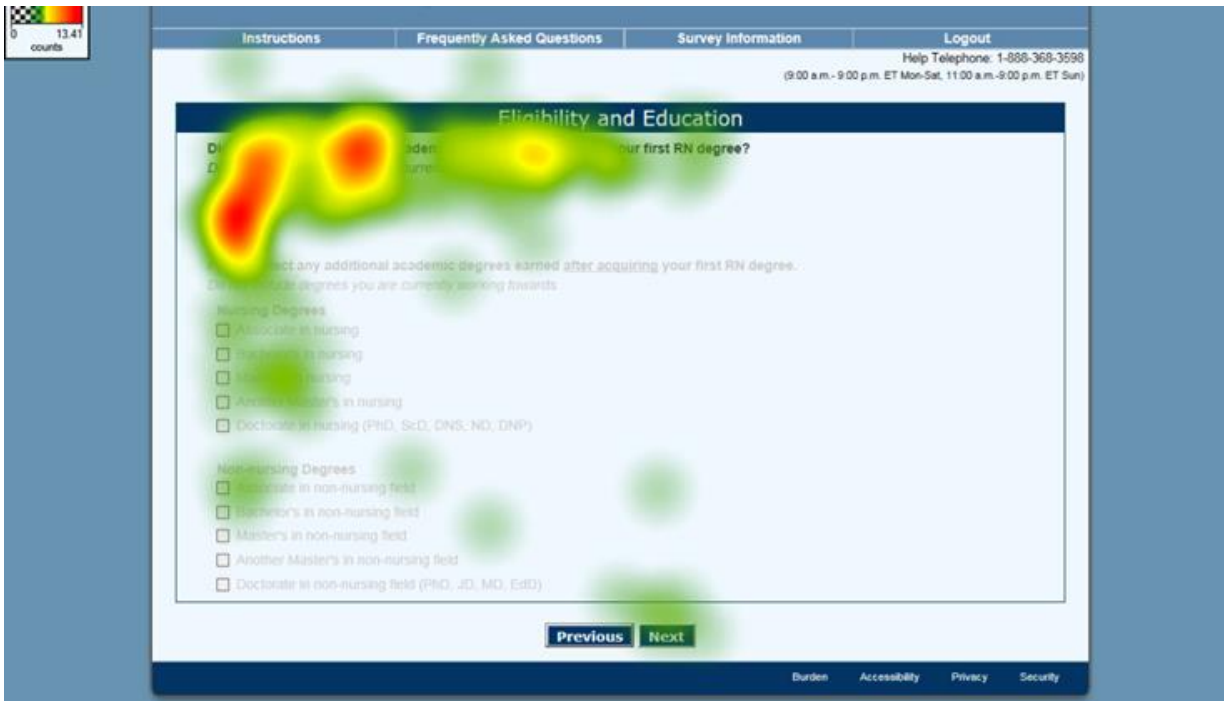 0 13.41
counts
Instructions Frequently Asked Questions Survey Information Logout
Help Telephone: 1-888-368-3598
(9:00 a.m.- 9:00 p.m. ET Mon-Sat, 11:00 a.m.-9:00 p.m. ET Sun)
Eligibility and Education
your first RN degree?
any additional academic degrees earned after acquiring your first RN degree.
degrees you are currently working towards
Nursing Degrees
Associate in nursing
Bachelor's in nursing
Master's in nursing
Another Master's in nursing
Doctorate in nursing (PhD, ScD, DNS, ND, DNP)
Non-nursing Degrees
Associate in non-nursing field
Bachelor's in non-nursing field
Master's in non-nursing field
Another Master's in non-nursing field
Doctorate in non-nursing field (PhD, JD, MD, EdD)
Previous Next
Burden Accessibility Privacy Security